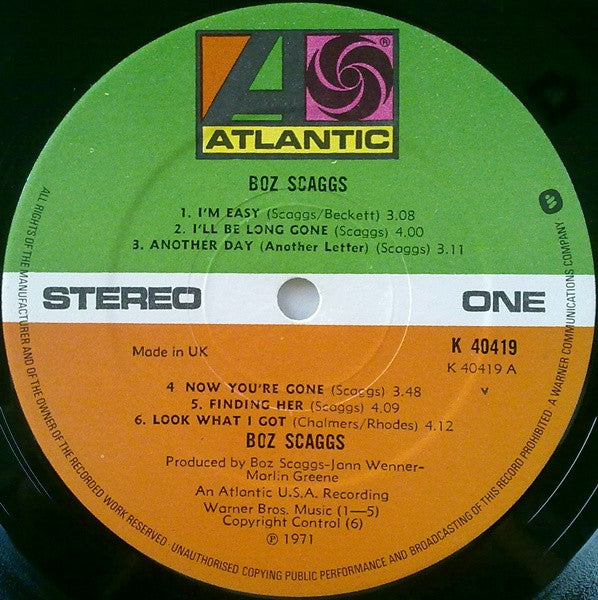 ATLANTIC
®
BOZ SCAGGS
1. I'M EASY (Scaggs/Beckett) 3.08
2. I'LL BE LONG GONE (Scaggs) 4.00
3. ANOTHER DAY (Another Letter) (Scaggs) 3.11
STEREO ONE
Made in UK
K 40419
K 40419 A
4 NOW YOU'RE GONE (Scaggs) 3.48
5. FINDING HER (Scaggs) 4.09
6. LOOK WHAT I GOT (Chalmers/Rhodes) 4.12
BOZ SCAGGS
Produced by Boz Scaggs-Jann Wenner-
Marlin Greene
An Atlantic U.S.A. Recording
Warner Bros. Music (1—5)
Copyright Control (6)
℗ 1971
ALL RIGHTS OF THE MANUFACTURER AND OF THE OWNER OF THE RECORDED WORK RESERVED · UNAUTHORISED COPYING PUBLIC PERFORMANCE AND BROADCASTING OF THIS RECORD PROHIBITED · A WARNER COMMUNICATIONS COMPANY